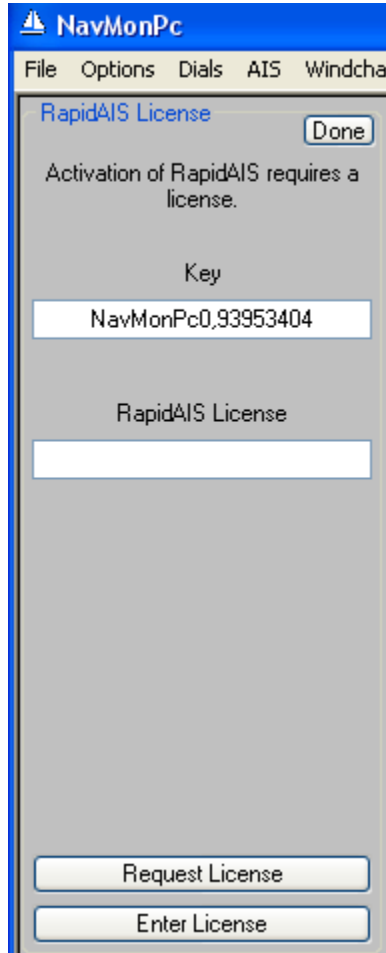 NavMonPc
File Options Dials AIS Windcha
RapidAIS License
Done
Activation of RapidAIS requires a
license.
Key
NavMonPc0,93953404
RapidAIS License
Request License
Enter License